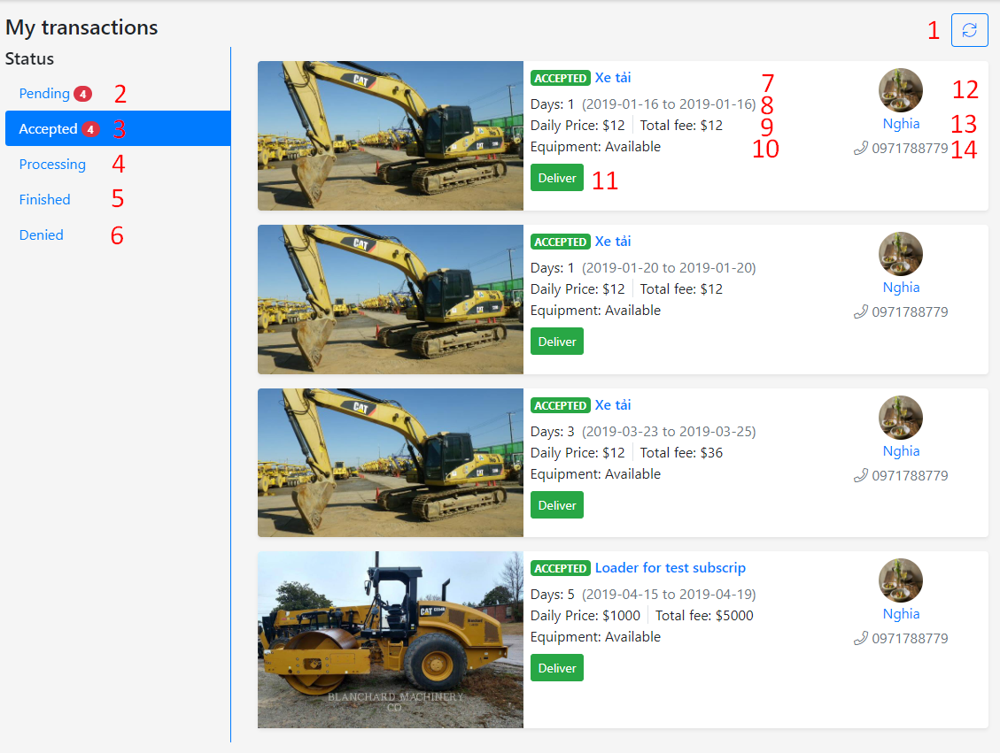 My transactions 1
Status
Pending 4 2
Accepted 4 3
Processing 4
Finished 5
Denied 6
CAT
ACCEPTED Xe tải 7
Days: 1 (2019-01-16 to 2019-01-16) 8
Daily Price: $12 Total fee: $12 9
Equipment: Available 10
Deliver 11
12
Nghia 13
0971788779 14
CAT
ACCEPTED Xe tải
Days: 1 (2019-01-20 to 2019-01-20)
Daily Price: $12 Total fee: $12
Equipment: Available
Deliver
Nghia
0971788779
CAT
ACCEPTED Xe tải
Days: 3 (2019-03-23 to 2019-03-25)
Daily Price: $12 Total fee: $36
Equipment: Available
Deliver
Nghia
0971788779
CAT
BLANCHARD MACHINERY
CO
ACCEPTED Loader for test subscrip
Days: 5 (2019-04-15 to 2019-04-19)
Daily Price: $1000 Total fee: $5000
Equipment: Available
Deliver
Nghia
0971788779